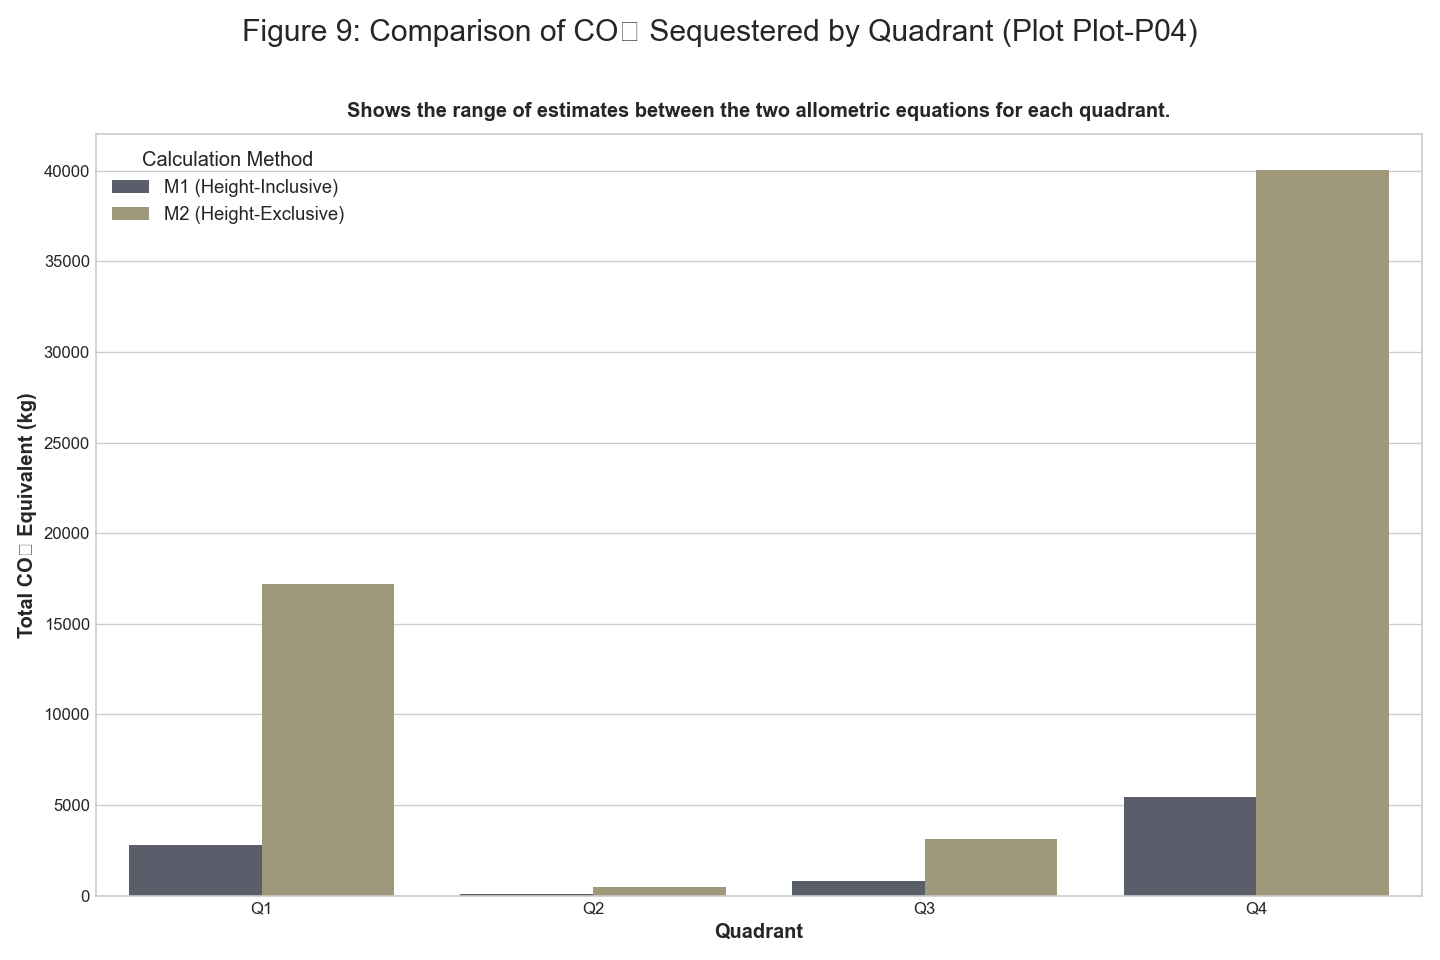 Figure 9: Comparison of CO□ Sequestered by Quadrant (Plot Plot-P04)
Shows the range of estimates between the two allometric equations for each quadrant.
Calculation Method
M1 (Height-Inclusive)
M2 (Height-Exclusive)
Total CO□ Equivalent (kg)
40000
35000
30000
25000
20000
15000
10000
5000
0
Q1 Q2 Q3 Q4
Quadrant